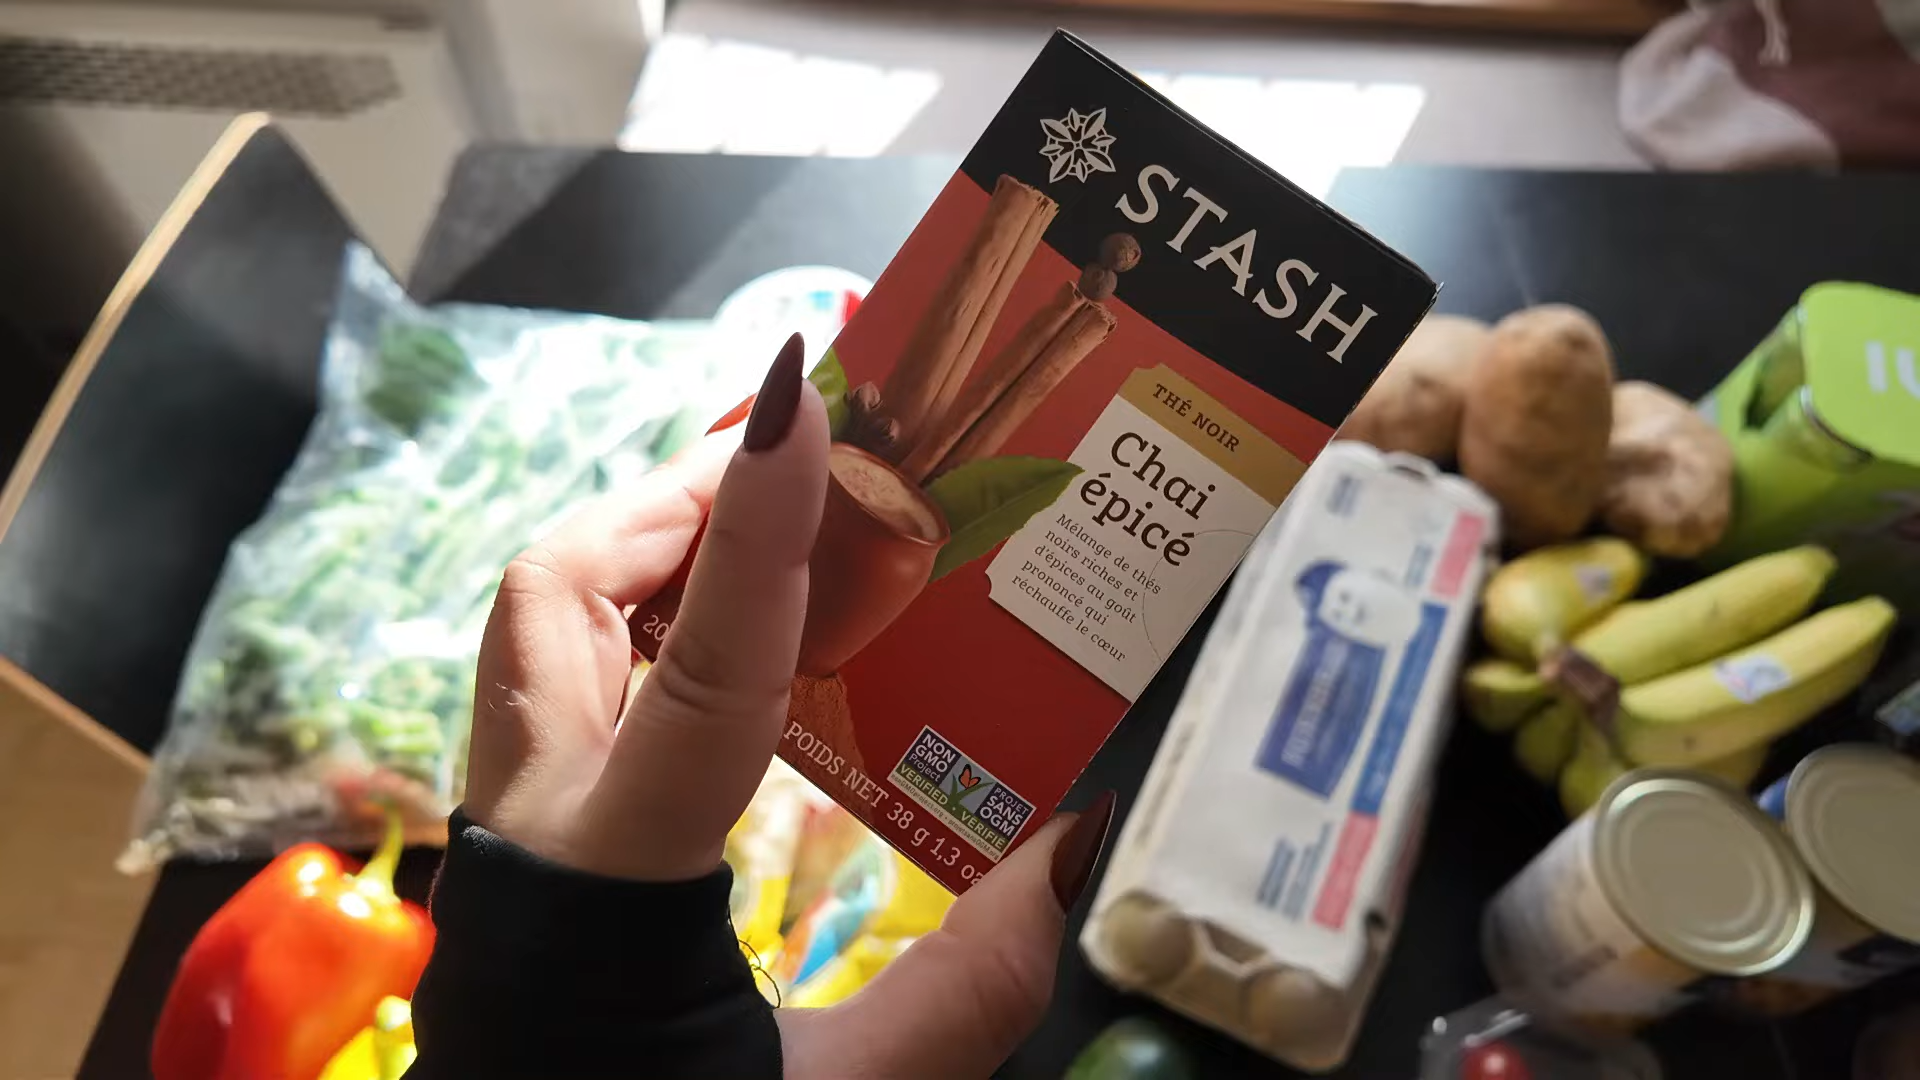 STASH
THÉ NOIR
Chai
épicé
Mélange de thés
noirs riches et
d'épices au goût
prononcé qui
réchauffe le cœur
20
POIDS NET 38 g 1,3 oz
NON
GMO
Project
VERIFIED
PROJET
SANS
OGM
VÉRIFIÉ